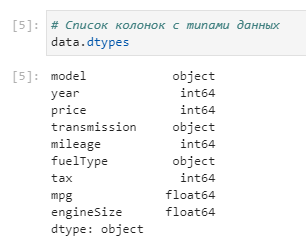 [5]: # Список колонок с типами данных
data.dtypes
[5]: model object
year int64
price int64
transmission object
mileage int64
fuelType object
tax int64
mpg float64
engineSize float64
dtype: object